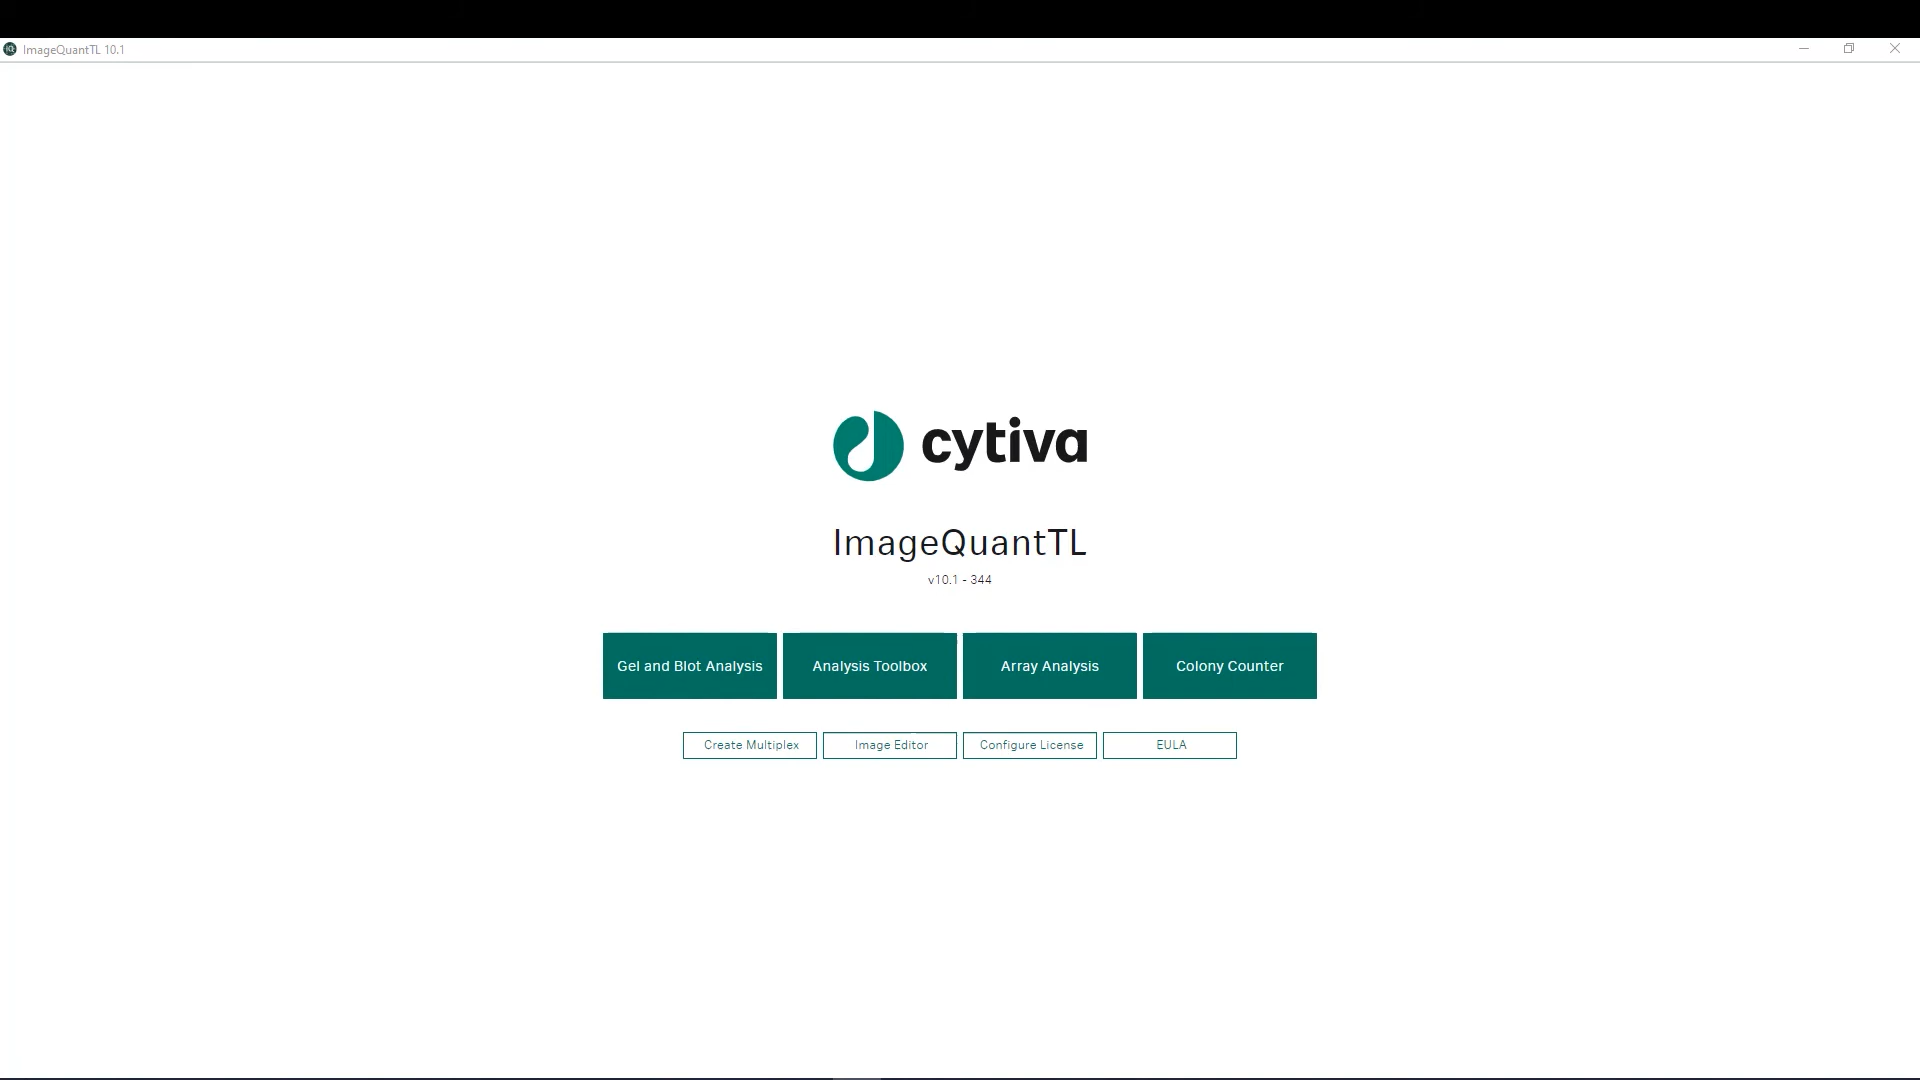 ImageQuantTL 10.1
cytiva
ImageQuantTL
v10.1 - 344
Gel and Blot Analysis
Analysis Toolbox
Array Analysis
Colony Counter
Create Multiplex
Image Editor
Configure License
EULA